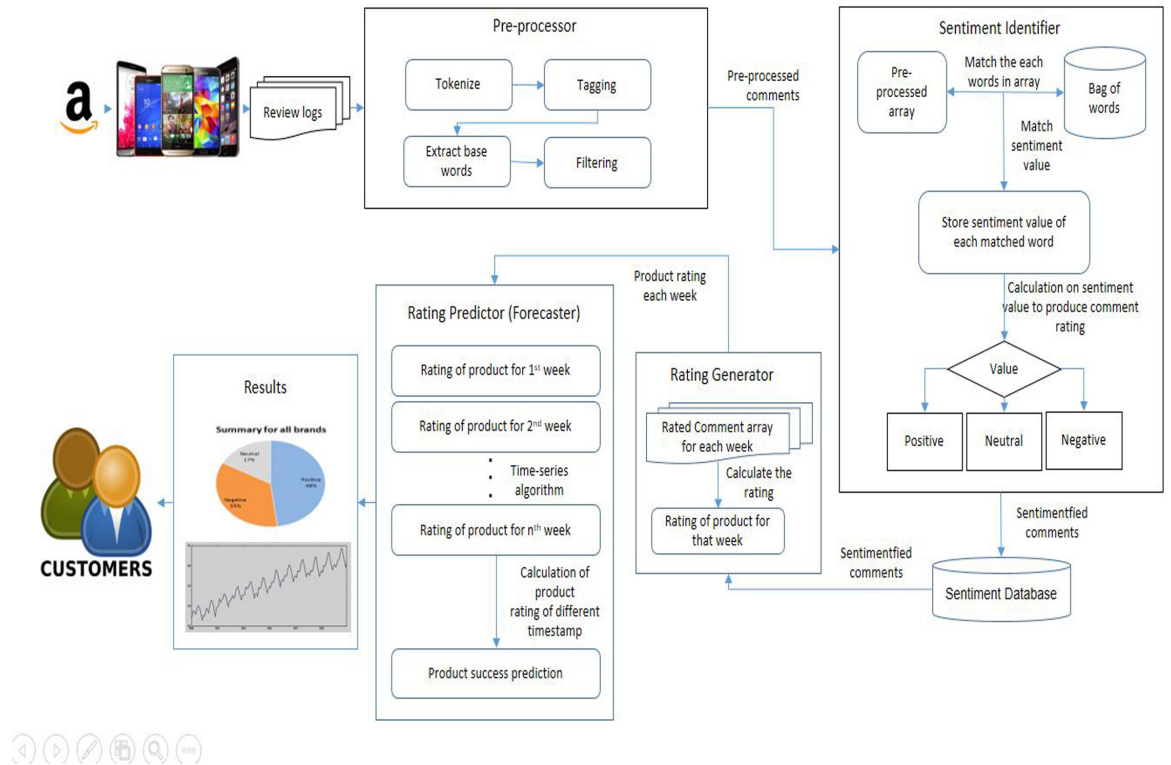 a
Review logs
Pre-processor
Tokenize
Tagging
Extract base
words
Filtering
Pre-processed
comments
Sentiment Identifier
Pre-
processed
array
Match the each
words in array
Bag of
words
Match
sentiment
value
Store sentiment value of
each matched word
Calculation on sentiment
value to produce comment
rating
Value
Positive
Neutral
Negative
Sentimentfied
comments
Sentiment Database
Sentimentfied
comments
Product rating
each week
Rating Generator
Rated Comment array
for each week
Calculate the
rating
Rating of product for
that week
Rating Predictor (Forecaster)
Rating of product for 1st week
Rating of product for 2nd week
Time-series
algorithm
Rating of product for nth week
Calculation of
product
rating of different
timestamp
Product success prediction
Results
Summary for all brands
Neutral
17%
Positive
48%
Negative
35%
CUSTOMERS